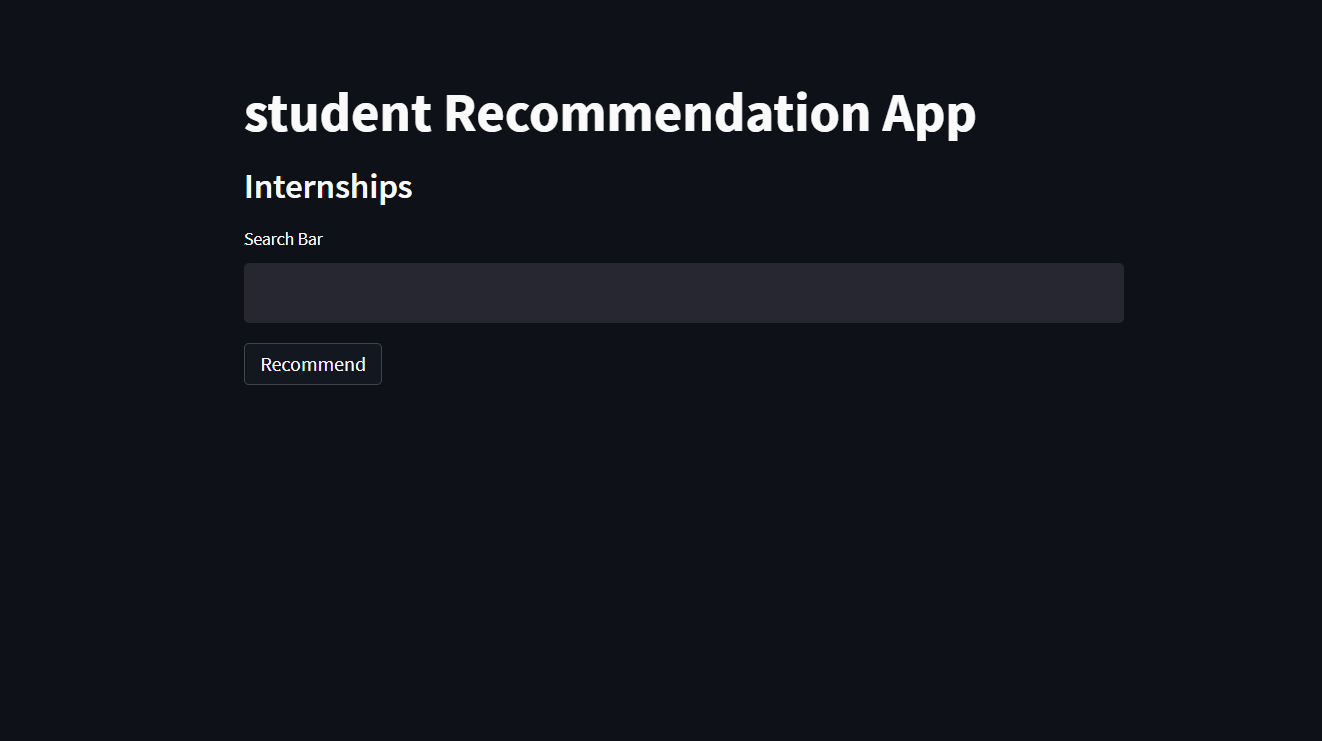 student Recommendation App
Internships
Search Bar
Recommend